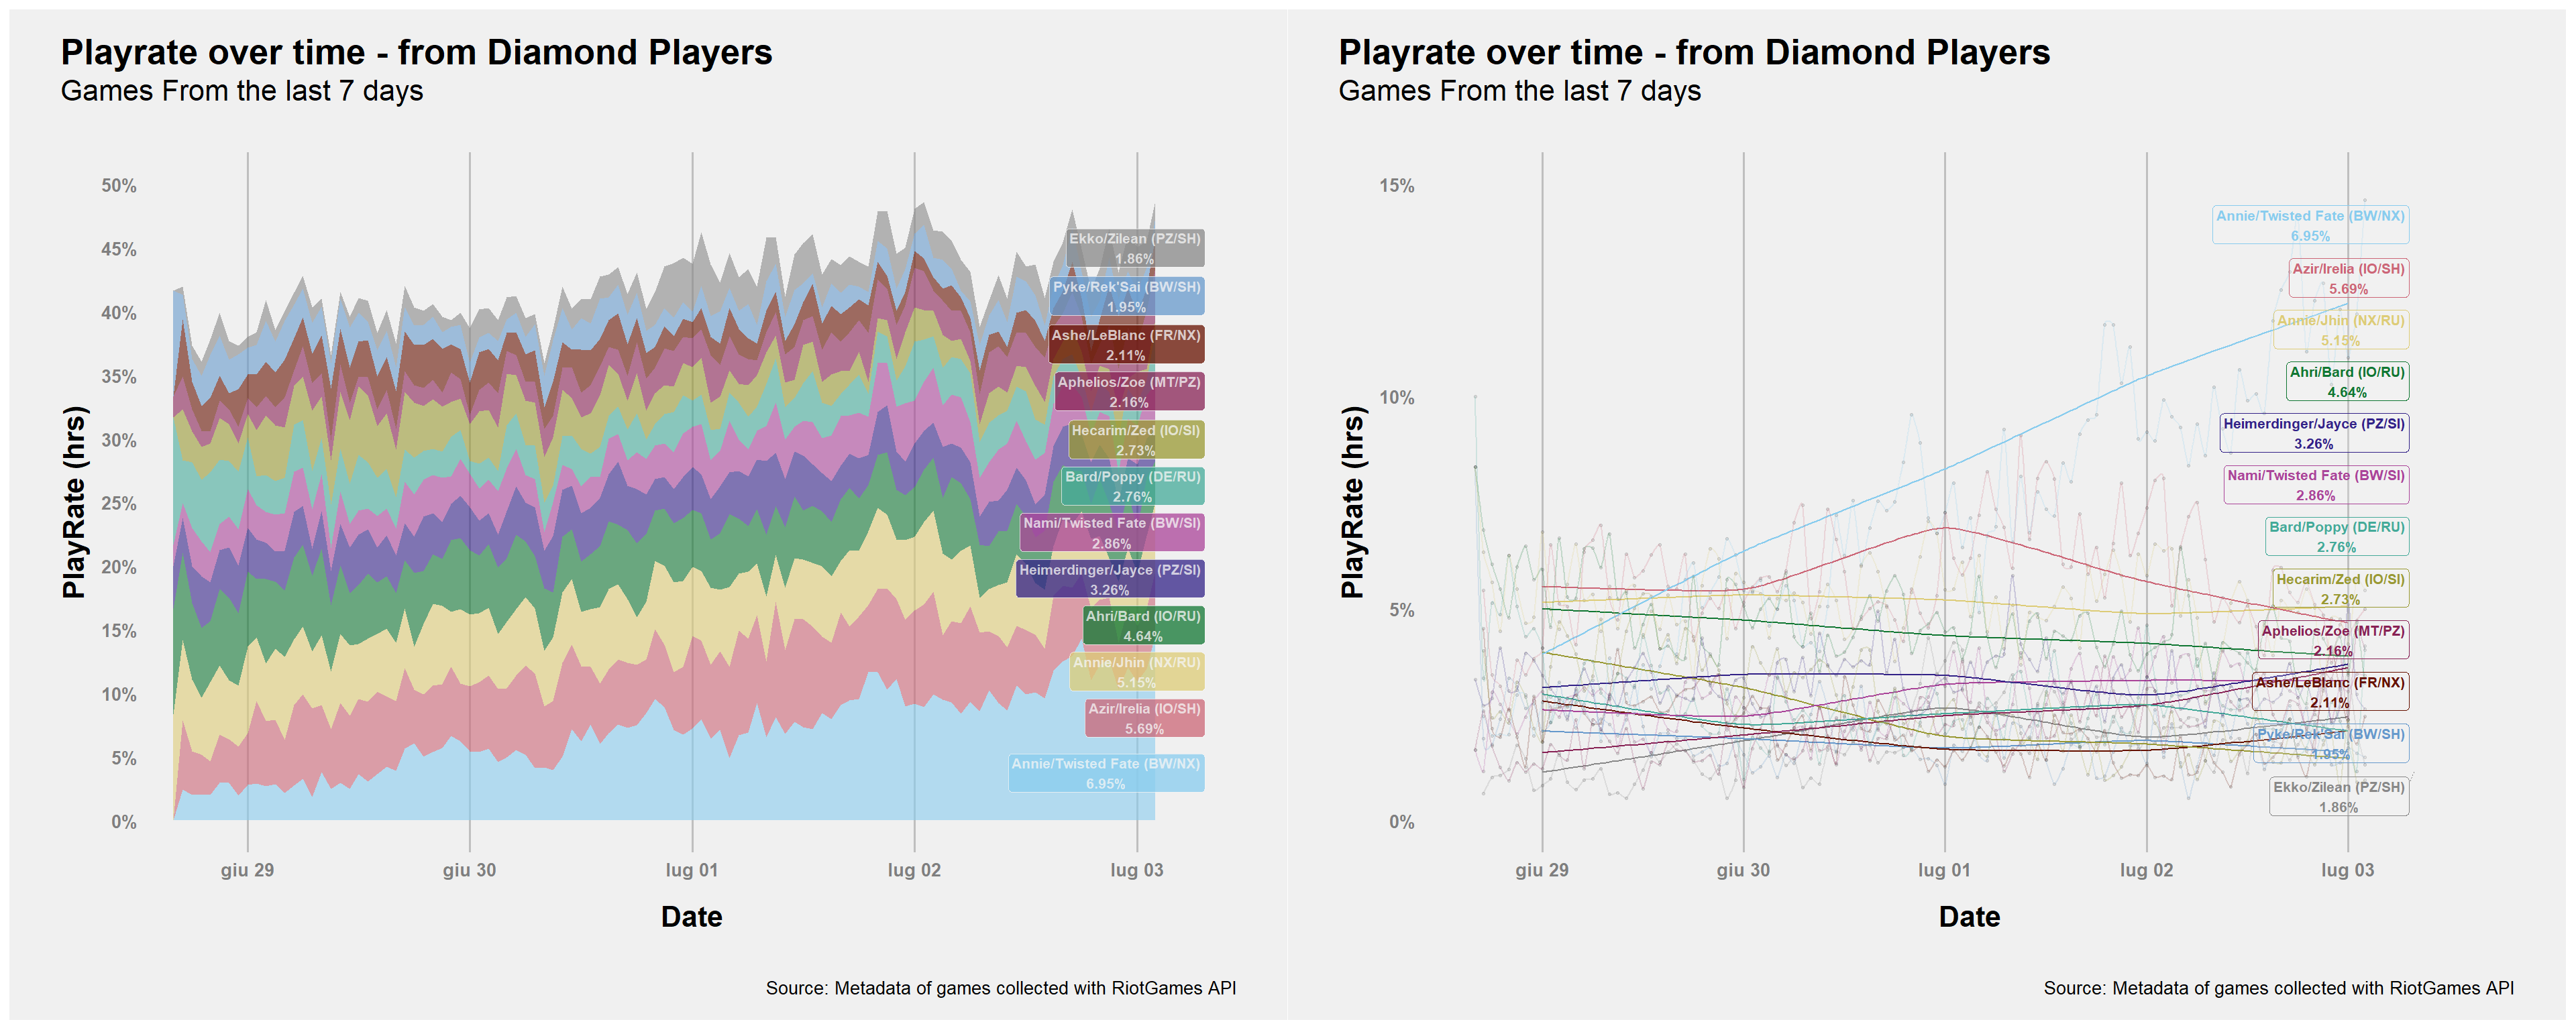 Playrate over time - from Diamond Players
Games From the last 7 days
PlayRate (hrs)
50%
45%
40%
35%
30%
25%
20%
15%
10%
5%
0%
Ekko/Zilean (PZ/SH)
1.86%
Pyke/Rek'Sai (BW/SH)
1.95%
Ashe/LeBlanc (FR/NX)
2.11%
Aphelios/Zoe (MT/PZ)
2.16%
Hecarim/Zed (IO/SI)
2.73%
Bard/Poppy (DE/RU)
2.76%
Nami/Twisted Fate (BW/SI)
2.86%
Heimerdinger/Jayce (PZ/SI)
3.26%
Ahri/Bard (IO/RU)
4.64%
Annie/Jhin (NX/RU)
5.15%
Azir/Irelia (IO/SH)
5.69%
Annie/Twisted Fate (BW/NX)
6.95%
giu 29
giu 30
lug 01
lug 02
lug 03
Date
Source: Metadata of games collected with RiotGames API
Playrate over time - from Diamond Players
Games From the last 7 days
PlayRate (hrs)
15%
10%
5%
0%
Annie/Twisted Fate (BW/NX)
6.95%
Azir/Irelia (IO/SH)
5.69%
Annie/Jhin (NX/RU)
5.15%
Ahri/Bard (IO/RU)
4.64%
Heimerdinger/Jayce (PZ/SI)
3.26%
Nami/Twisted Fate (BW/SI)
2.86%
Bard/Poppy (DE/RU)
2.76%
Hecarim/Zed (IO/SI)
2.73%
Aphelios/Zoe (MT/PZ)
2.16%
Ashe/LeBlanc (FR/NX)
2.11%
Pyke/Rek'Sai (BW/SH)
1.95%
Ekko/Zilean (PZ/SH)
1.86%
giu 29
giu 30
lug 01
lug 02
lug 03
Date
Source: Metadata of games collected with RiotGames API